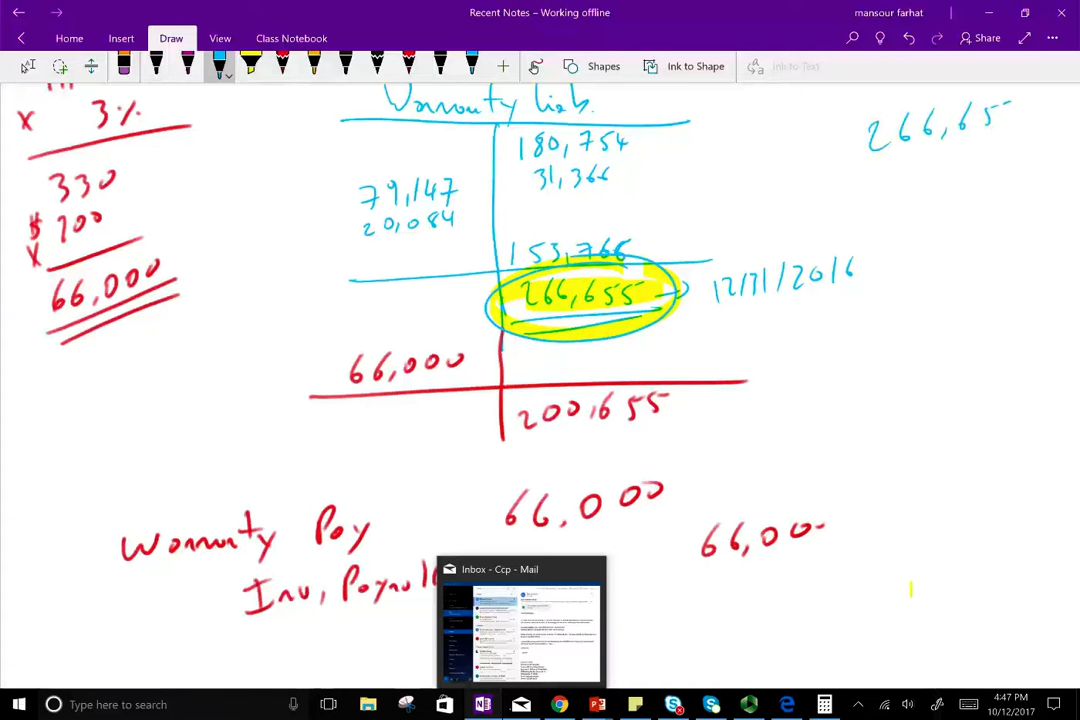 Recent Notes – Working offline
mansour farhat
Home
Insert
Draw
View
Class Notebook
Share
Shapes
Ink to Shape
Ink to Text
x 3%
330
$ 200
x
66,000
Warranty Liab.
180,754
31,366
79,147
20,084
153,766
266,655
12/31/2016
266,655
66,000
200,655
Warranty Pay 66,000
Inv, Payroll 66,000
Inbox - Ccp - Mail
Type here to search
4:47 PM
10/12/2017